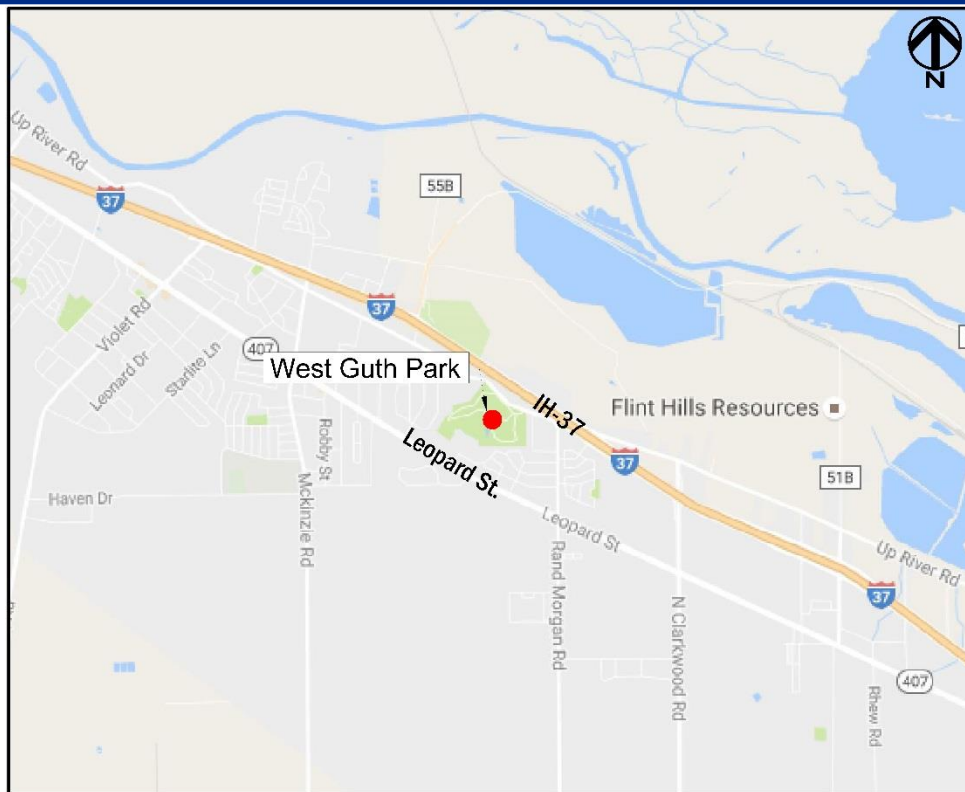 N
Up River Rd
37
55B
37
Violet Rd
407
Leonard Dr
Starlite Ln
West Guth Park
IH-37
Flint Hills Resources
Leopard St.
37
51B
Robby St
Mckinzie Rd
Haven Dr
Leopard St
Up River Rd
Rand Morgan Rd
37
N Clarkwood Rd
407
Rhew Rd